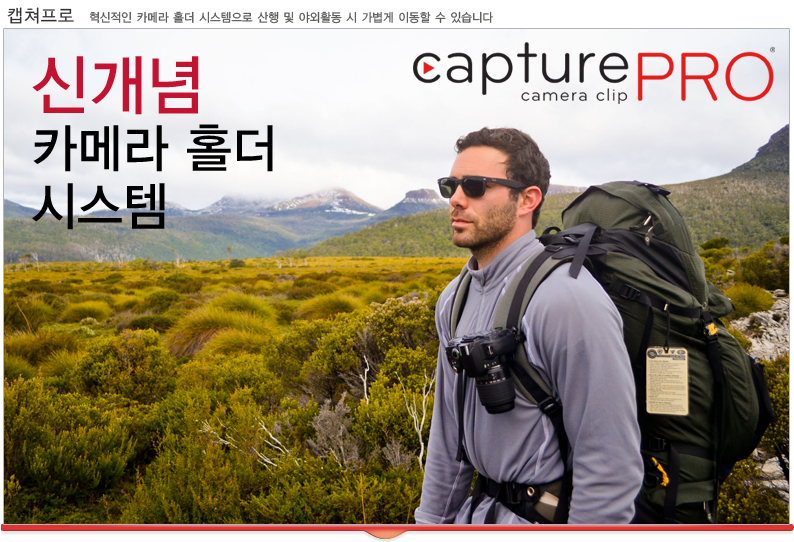 캡쳐프로 혁신적인 카메라 홀더 시스템으로 산행 및 야외활동 시 가볍게 이동할 수 있습니다
신개념
카메라 홀더
시스템
capturePRO®
camera clip